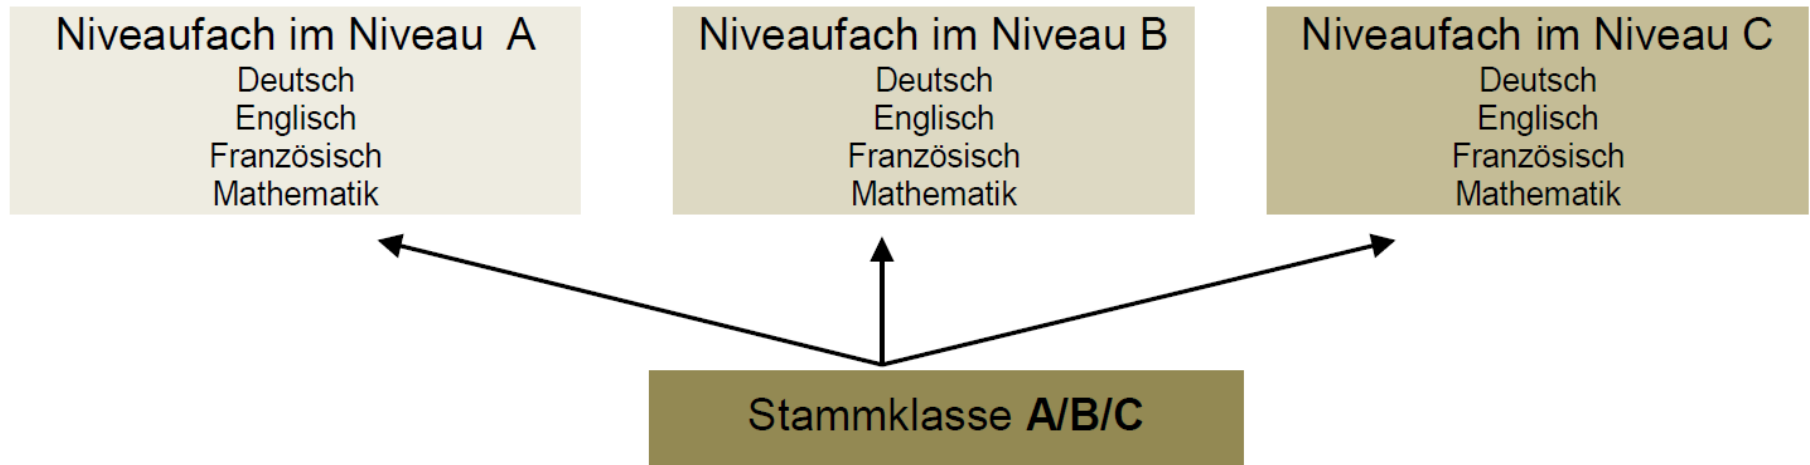 Niveaufach im Niveau A
Deutsch
Englisch
Französisch
Mathematik
Niveaufach im Niveau B
Deutsch
Englisch
Französisch
Mathematik
Niveaufach im Niveau C
Deutsch
Englisch
Französisch
Mathematik
Stammklasse A/B/C